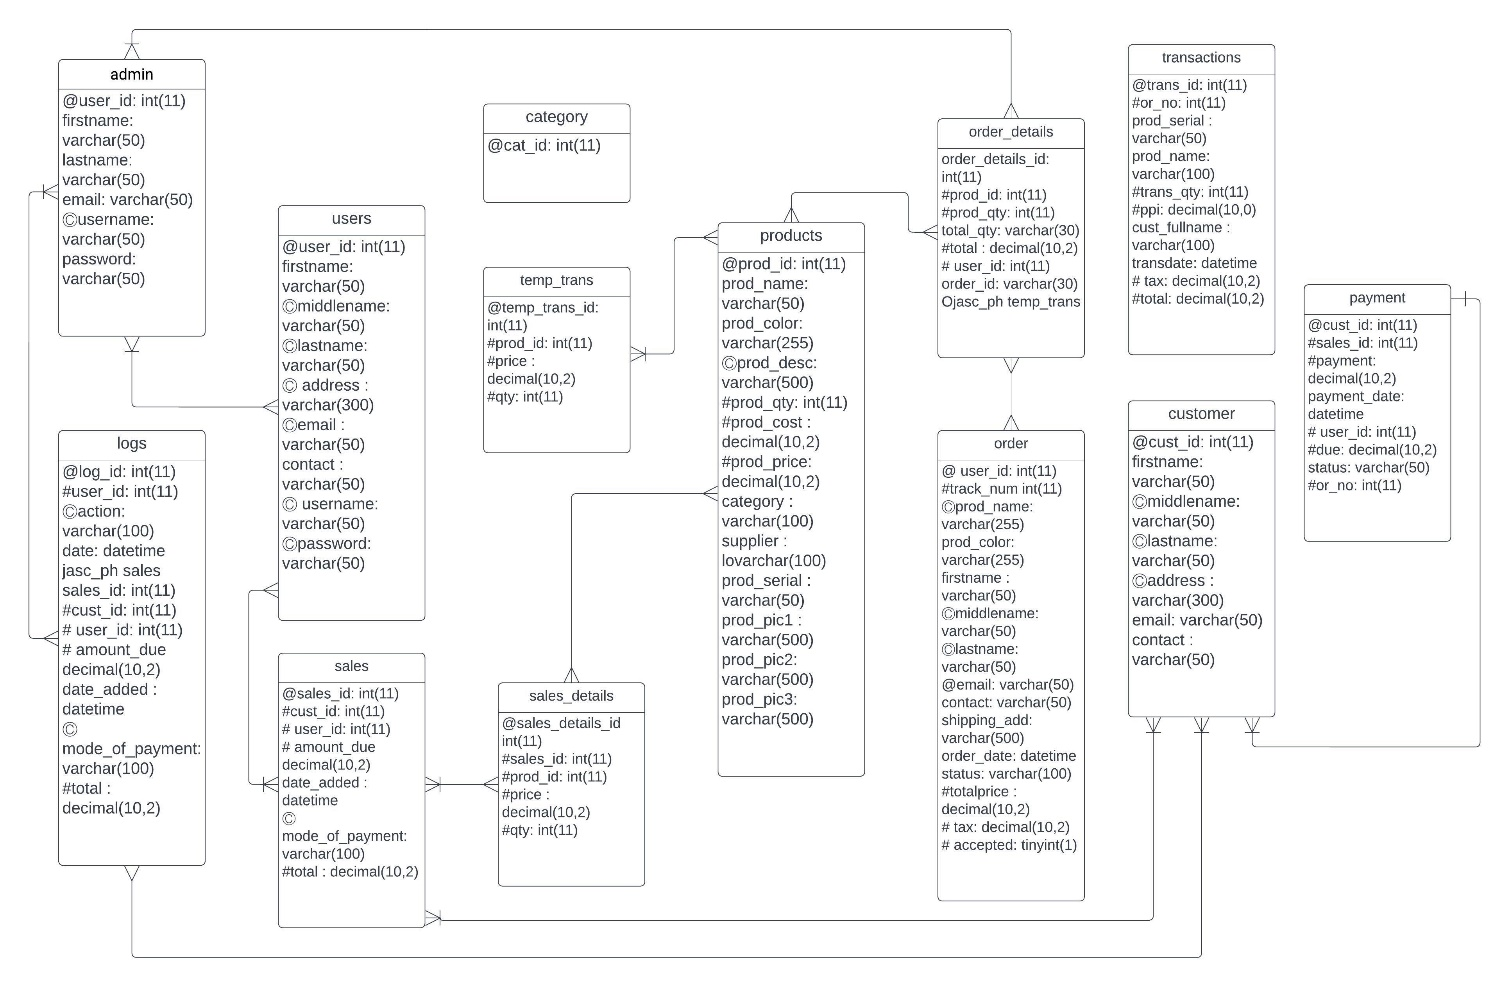 admin
@user_id: int(11)
firstname:
varchar(50)
lastname:
varchar(50)
email: varchar(50)
Ⓒusername:
varchar(50)
password:
varchar(50)
logs
@log_id: int(11)
#user_id: int(11)
Ⓒaction:
varchar(100)
date: datetime
jasc_ph sales
sales_id: int(11)
#cust_id: int(11)
# user_id: int(11)
# amount_due
decimal(10,2)
date_added :
datetime
Ⓒ
mode_of_payment:
varchar(100)
#total :
decimal(10,2)
users
@user_id: int(11)
firstname:
varchar(50)
Ⓒmiddlename:
varchar(50)
Ⓒlastname:
varchar(50)
Ⓒ address :
varchar(300)
Ⓒemail :
varchar(50)
contact :
varchar(50)
Ⓒ username:
varchar(50)
Ⓒpassword:
varchar(50)
sales
@sales_id: int(11)
#cust_id: int(11)
# user_id: int(11)
# amount_due
decimal(10,2)
date_added :
datetime
Ⓒ
mode_of_payment:
varchar(100)
#total : decimal(10,2)
category
@cat_id: int(11)
temp_trans
@temp_trans_id:
int(11)
#prod_id: int(11)
#price :
decimal(10,2)
#qty: int(11)
sales_details
@sales_details_id
int(11)
#sales_id: int(11)
#prod_id: int(11)
#price :
decimal(10,2)
#qty: int(11)
products
@prod_id: int(11)
prod_name:
varchar(50)
prod_color:
varchar(255)
Ⓒprod_desc:
varchar(500)
#prod_qty: int(11)
#prod_cost :
decimal(10,2)
#prod_price:
decimal(10,2)
category :
varchar(100)
supplier :
lovarchar(100)
prod_serial :
varchar(50)
prod_pic1 :
varchar(500)
prod_pic2:
varchar(500)
prod_pic3:
varchar(500)
order_details
order_details_id:
int(11)
#prod_id: int(11)
#prod_qty: int(11)
total_qty: varchar(30)
#total : decimal(10,2)
# user_id: int(11)
order_id: varchar(30)
Ojasc_ph temp_trans
order
@ user_id: int(11)
#track_num int(11)
Ⓒprod_name:
varchar(255)
prod_color:
varchar(255)
firstname :
varchar(50)
Ⓒmiddlename:
varchar(50)
Ⓒlastname:
varchar(50)
@email: varchar(50)
contact: varchar(50)
shipping_add:
varchar(500)
order_date: datetime
status: varchar(100)
#totalprice :
decimal(10,2)
# tax: decimal(10,2)
# accepted: tinyint(1)
transactions
@trans_id: int(11)
#or_no: int(11)
prod_serial :
varchar(50)
prod_name:
varchar(100)
#trans_qty: int(11)
#ppi: decimal(10,0)
cust_fullname :
varchar(100)
transdate: datetime
# tax: decimal(10,2)
#total: decimal(10,2)
customer
@cust_id: int(11)
firstname:
varchar(50)
Ⓒmiddlename:
varchar(50)
Ⓒlastname:
varchar(50)
Ⓒaddress :
varchar(300)
email: varchar(50)
contact :
varchar(50)
payment
@cust_id: int(11)
#sales_id: int(11)
#payment:
decimal(10,2)
payment_date:
datetime
# user_id: int(11)
#due: decimal(10,2)
status: varchar(50)
#or_no: int(11)